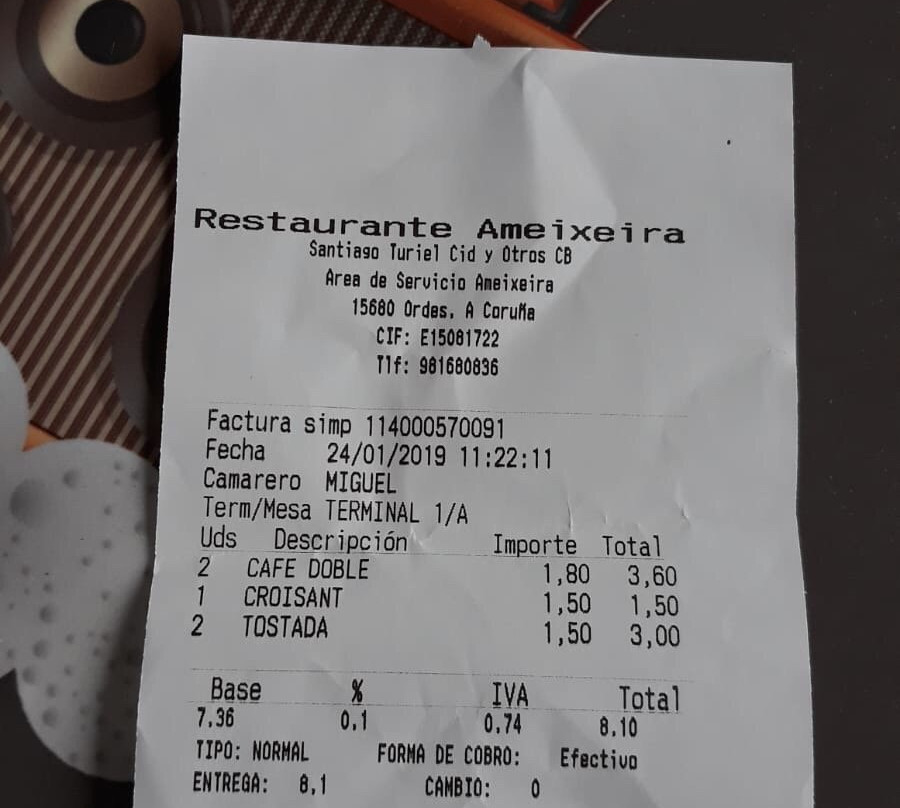 Restaurante Ameixeira
Santiago Turiel Cid y Otros CB
Area de Servicio Ameixeira
15680 Ordes, A Coruña
CIF: E15081722
Tlf: 981680836
Factura simp 114000570091
Fecha 24/01/2019 11:22:11
Camarero MIGUEL
Term/Mesa TERMINAL 1/A
Uds Descripción Importe Total
2 CAFE DOBLE 1,80 3,60
1 CROISANT 1,50 1,50
2 TOSTADA 1,50 3,00
Base % IVA Total
7.36 0.1 0.74 8.10
TIPO: NORMAL FORMA DE COBRO: Efectivo
ENTREGA: 8,1 CAMBIO: 0